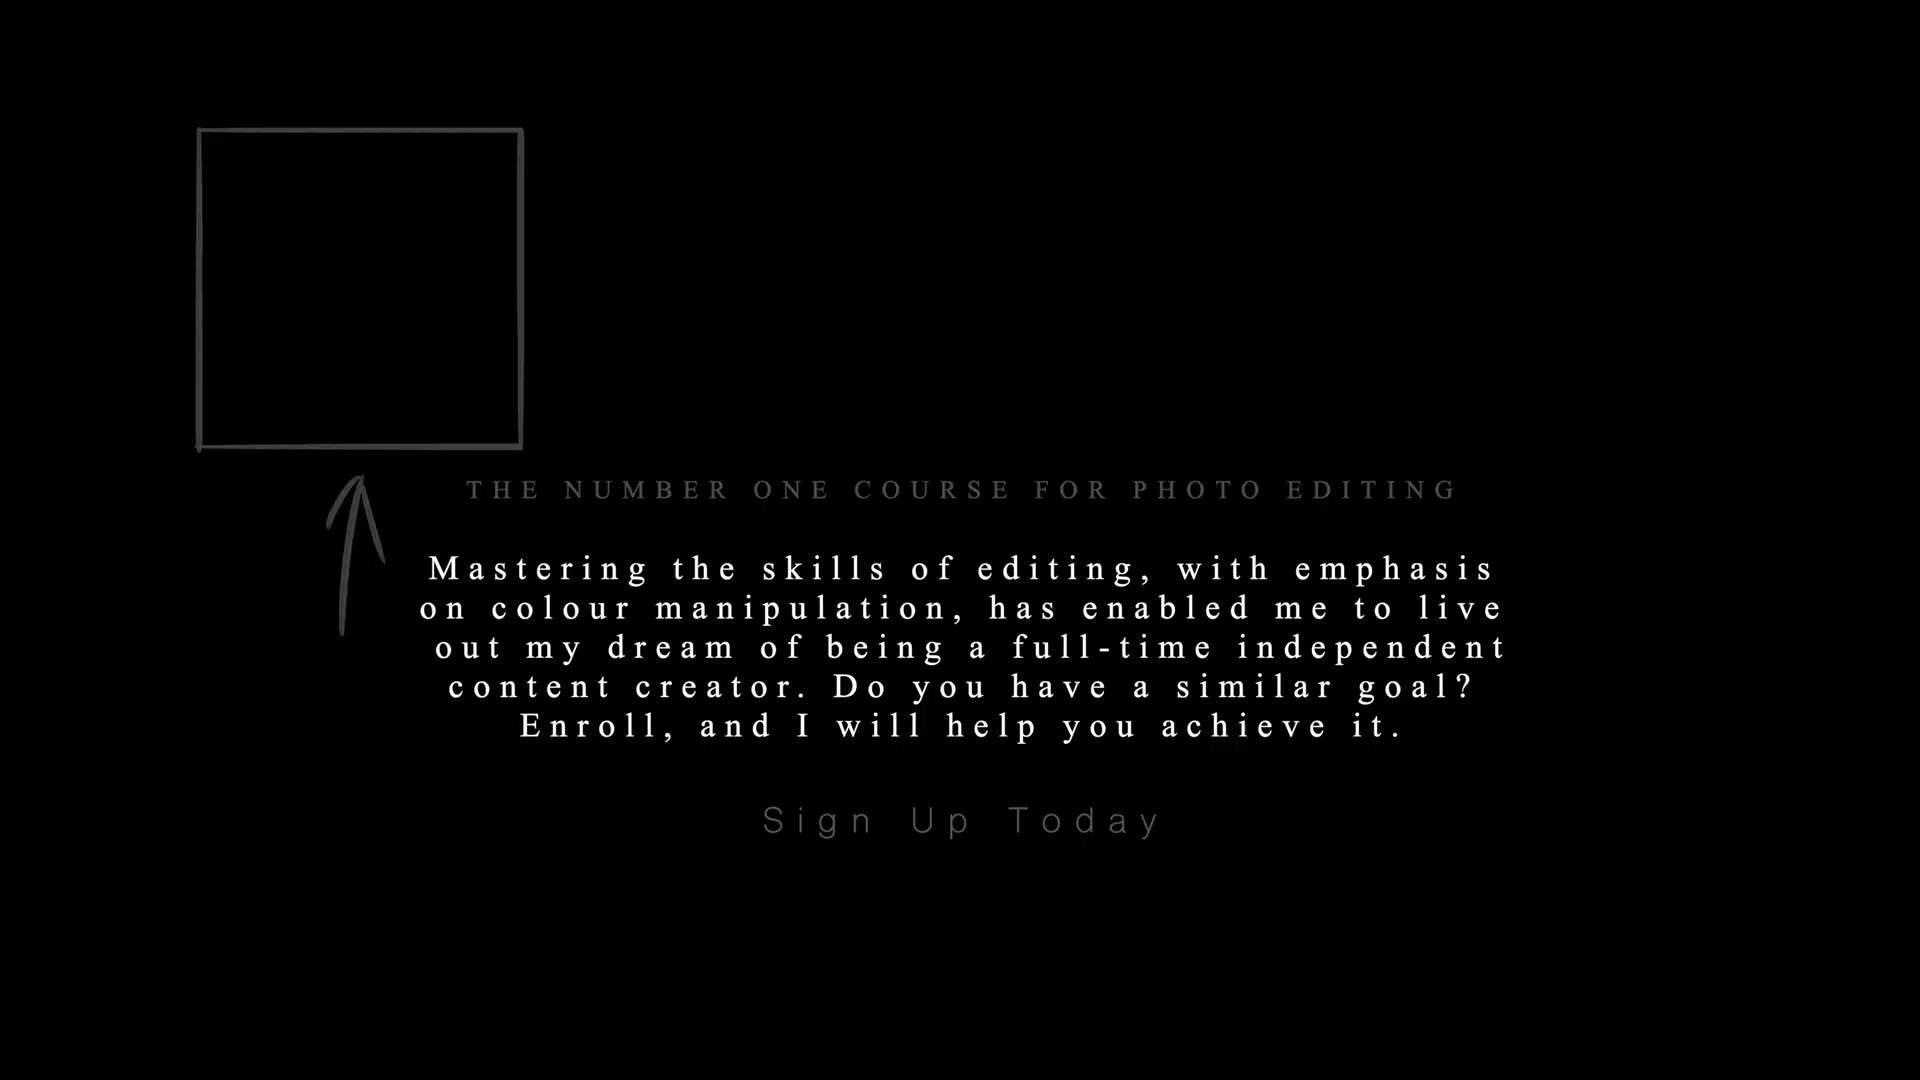 THE NUMBER ONE COURSE FOR PHOTO EDITING
Mastering the skills of editing, with emphasis
on colour manipulation, has enabled me to live
out my dream of being a full-time independent
content creator. Do you have a similar goal?
Enroll, and I will help you achieve it.
Sign Up Today